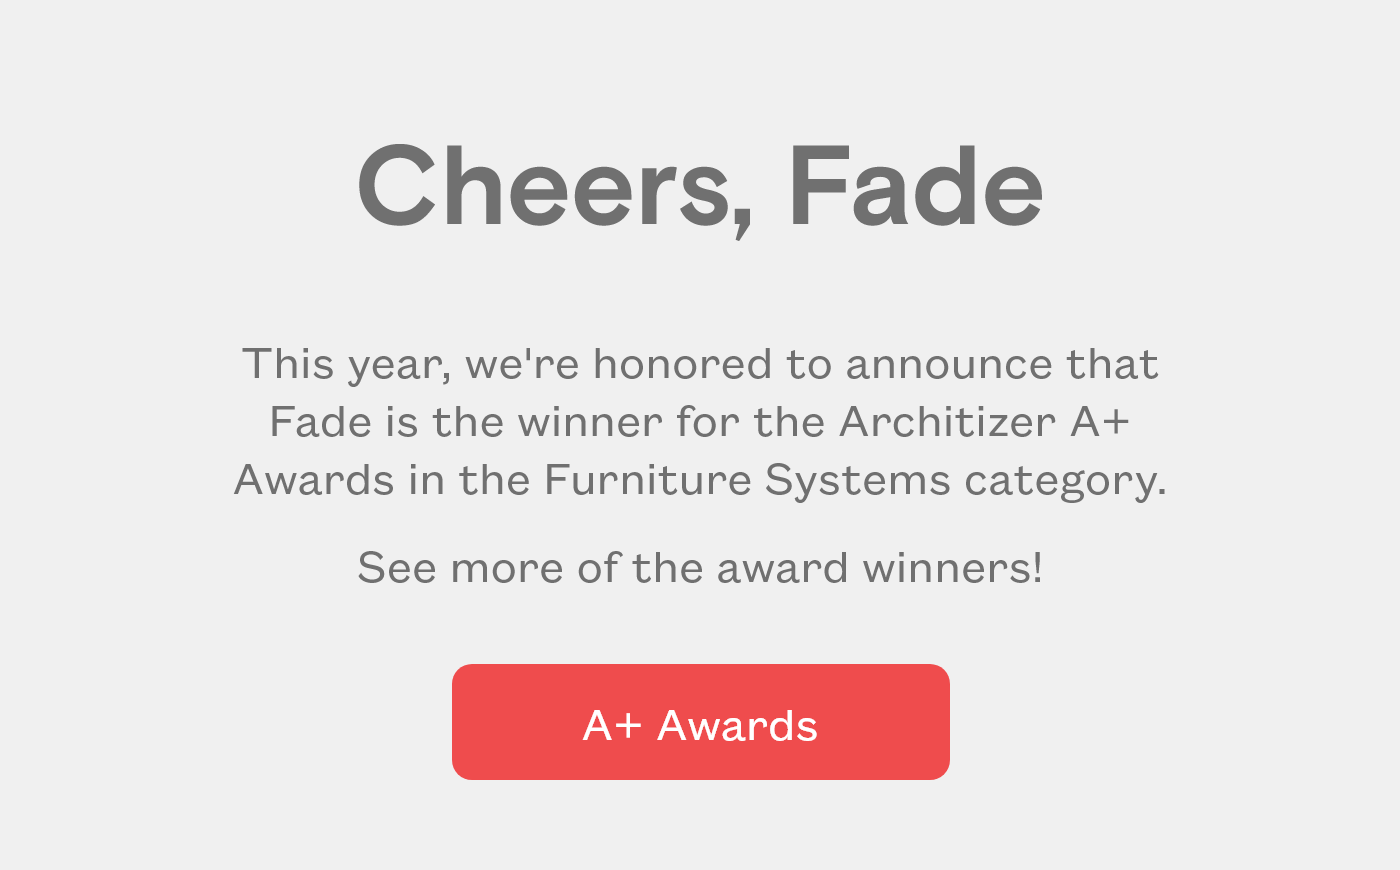 Cheers, Fade
This year, we're honored to announce that
Fade is the winner for the Architizer A+
Awards in the Furniture Systems category.
See more of the award winners!
A+ Awards